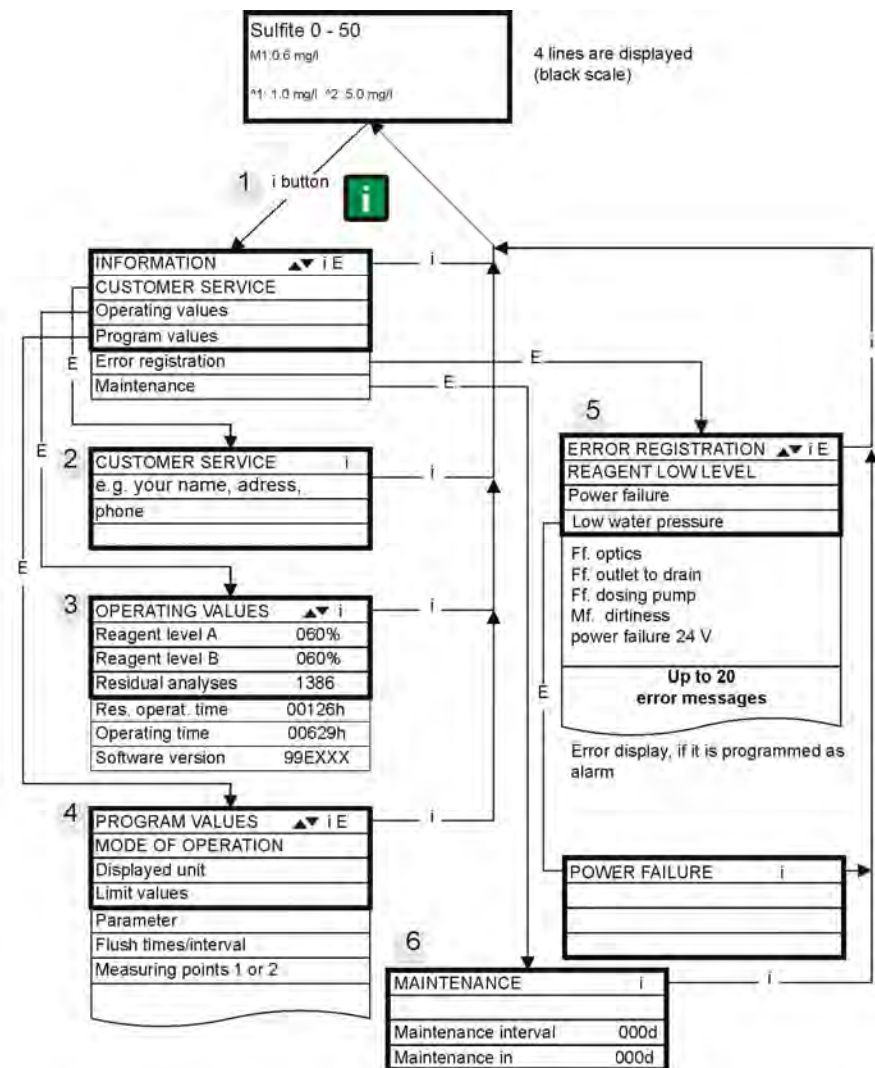 Sulfite 0 - 50
M1:0.6 mg/l
^1: 1.0 mg/l ^2: 5.0 mg/l
4 lines are displayed
(black scale)
1 i button
i
INFORMATION ▲▼ i E
CUSTOMER SERVICE
Operating values
Program values
Error registration
Maintenance
i
E
E
E
E
E
i
2
CUSTOMER SERVICE i
e.g. your name, adress,
phone
i
3
OPERATING VALUES ▲▼ i
Reagent level A 060%
Reagent level B 060%
Residual analyses 1386
Res. operat. time 00126h
Operating time 00629h
Software version 99EXXX
i
4
PROGRAM VALUES ▲▼ i E
MODE OF OPERATION
Displayed unit
Limit values
Parameter
Flush times/interval
Measuring points 1 or 2
i
5
ERROR REGISTRATION ▲▼ i E
REAGENT LOW LEVEL
Power failure
Low water pressure
Ff. optics
Ff. outlet to drain
Ff. dosing pump
Mf. dirtiness
power failure 24 V
Up to 20
error messages
E
Error display, if it is programmed as
alarm
POWER FAILURE i
6
MAINTENANCE i
Maintenance interval 000d
Maintenance in 000d
i